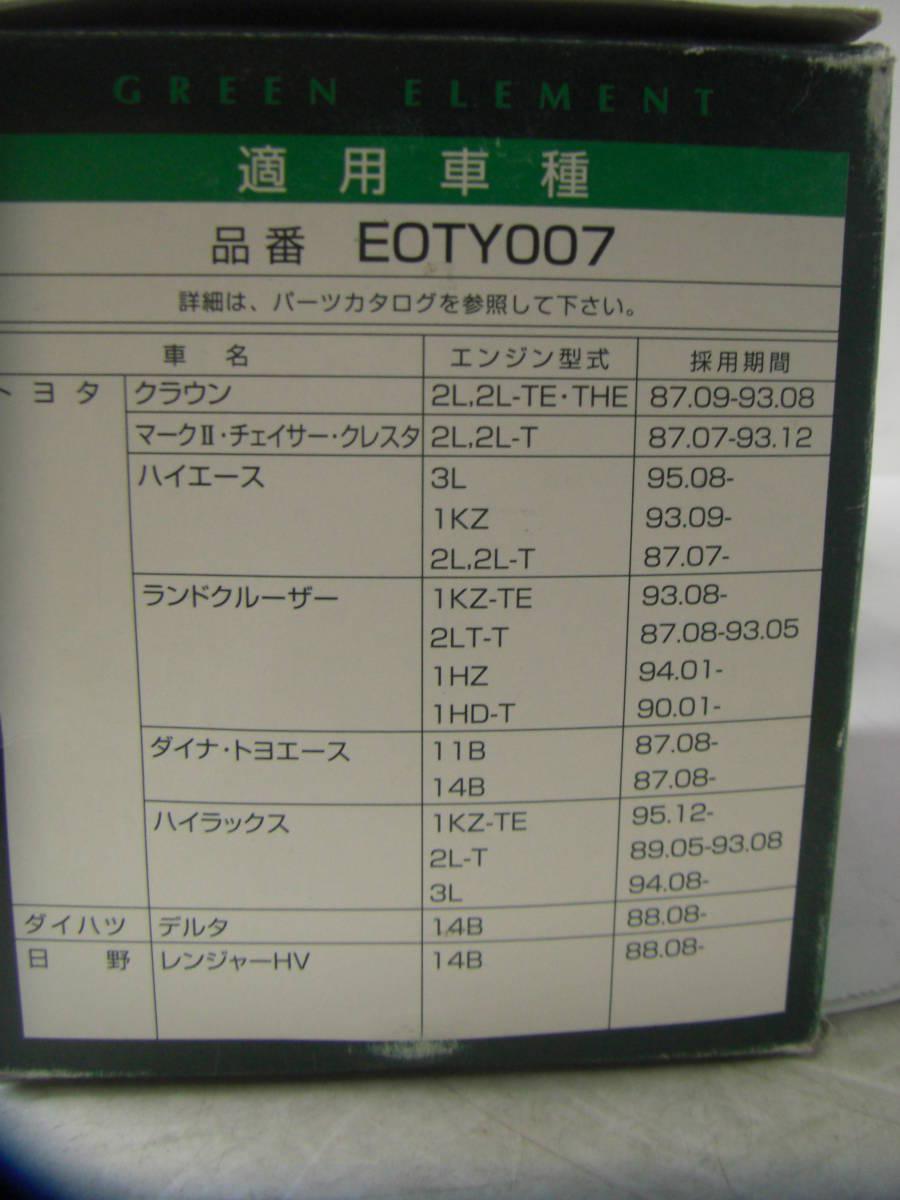 GREEN ELEMENT
適用車種
品番 EOTY007
詳細は、パーツカタログを参照して下さい。
車名 エンジン型式 採用期間
トヨタ クラウン 2L,2L-TE・THE 87.09-93.08
マークⅡ・チェイサー・クレスタ 2L,2L-T 87.07-93.12
ハイエース 3L 95.08-
1KZ 93.09-
2L,2L-T 87.07-
ランドクルーザー 1KZ-TE 93.08-
2LT-T 87.08-93.05
1HZ 94.01-
1HD-T 90.01-
ダイナ・トヨエース 11B 87.08-
14B 87.08-
ハイラックス 1KZ-TE 95.12-
2L-T 89.05-93.08
3L 94.08-
ダイハツ デルタ 14B 88.08-
日野 レンジャーHV 14B 88.08-